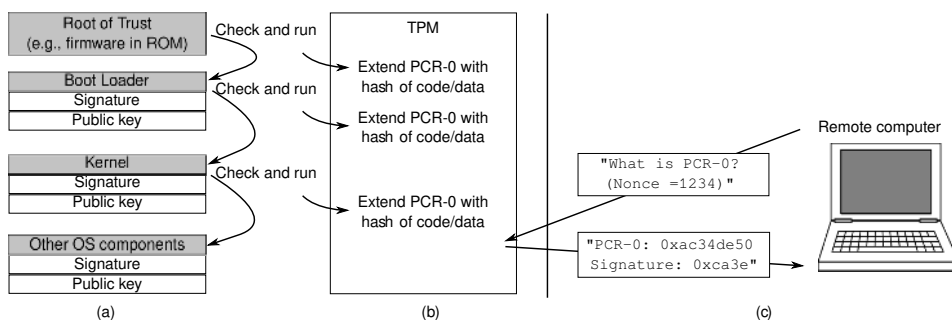 Root of Trust
(e.g., firmware in ROM)
Check and run
Boot Loader
Signature
Public key
Check and run
Kernel
Signature
Public key
Check and run
Other OS components
Signature
Public key
(a)
TPM
Extend PCR-0 with
hash of code/data
Extend PCR-0 with
hash of code/data
Extend PCR-0 with
hash of code/data
(b)
Remote computer
"What is PCR-0?
(Nonce =1234)"
"PCR-0: 0xac34de50
Signature: 0xca3e"
(c)